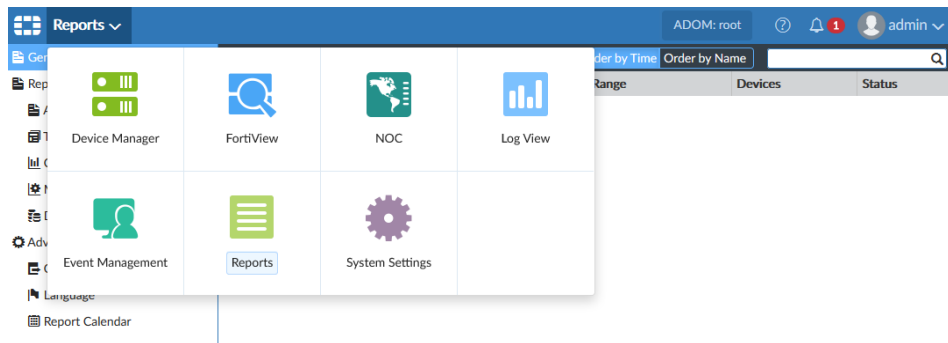 Reports
ADOM: root
1
admin
Ger
der by Time
Order by Name
Rep
Range
Devices
Status
Device Manager
FortiView
NOC
Log View
Adv
Event Management
Reports
System Settings
Language
Report Calendar